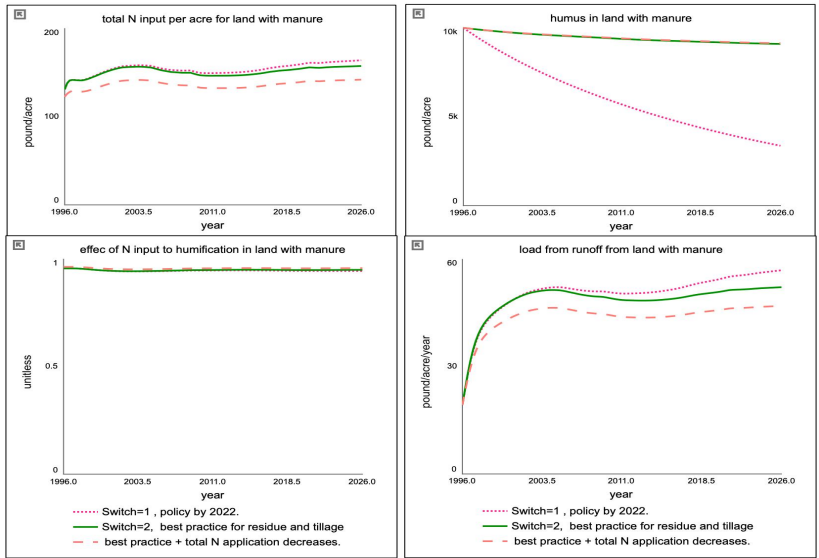 total N input per acre for land with manure
200
100
0
pound/acre
1996.0 2003.5 2011.0 2018.5 2026.0
year
humus in land with manure
10k
5k
0
pound/acre
1996.0 2003.5 2011.0 2018.5 2026.0
year
effec of N input to humification in land with manure
1
0.5
0
unitless
1996.0 2003.5 2011.0 2018.5 2026.0
year
Switch=1 , policy by 2022.
Switch=2, best practice for residue and tillage
best practice + total N application decreases.
load from runoff from land with manure
60
30
0
pound/acre/year
1996.0 2003.5 2011.0 2018.5 2026.0
year
Switch=1 , policy by 2022.
Switch=2, best practice for residue and tillage
best practice + total N application decreases.